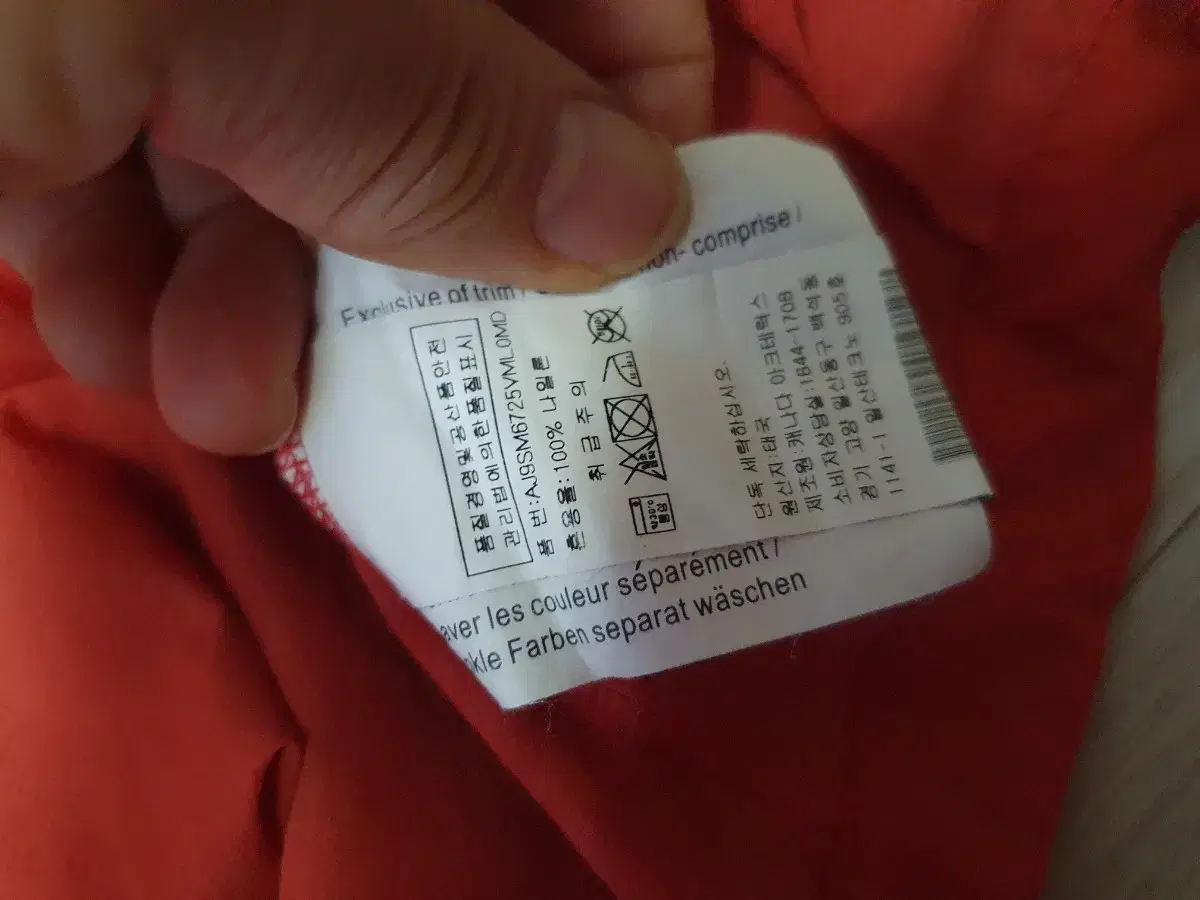 Exclusive of trim /
non- comprise /
품질경영및공산품안전
관리법에의한품질표시
품 번:AJ9SM6725VML0MD
혼용율:100% 나일론
취 급 주 의
중성
단독 세탁하십시오.
원산지:태국
제조원:캐나다 아크테릭스
소비자상담실:1644-1708
경기 고양 일산동구 백석동
1141-1 일산테크노 905호
aver les couleur séparément /
nkle Farben separat wäschen